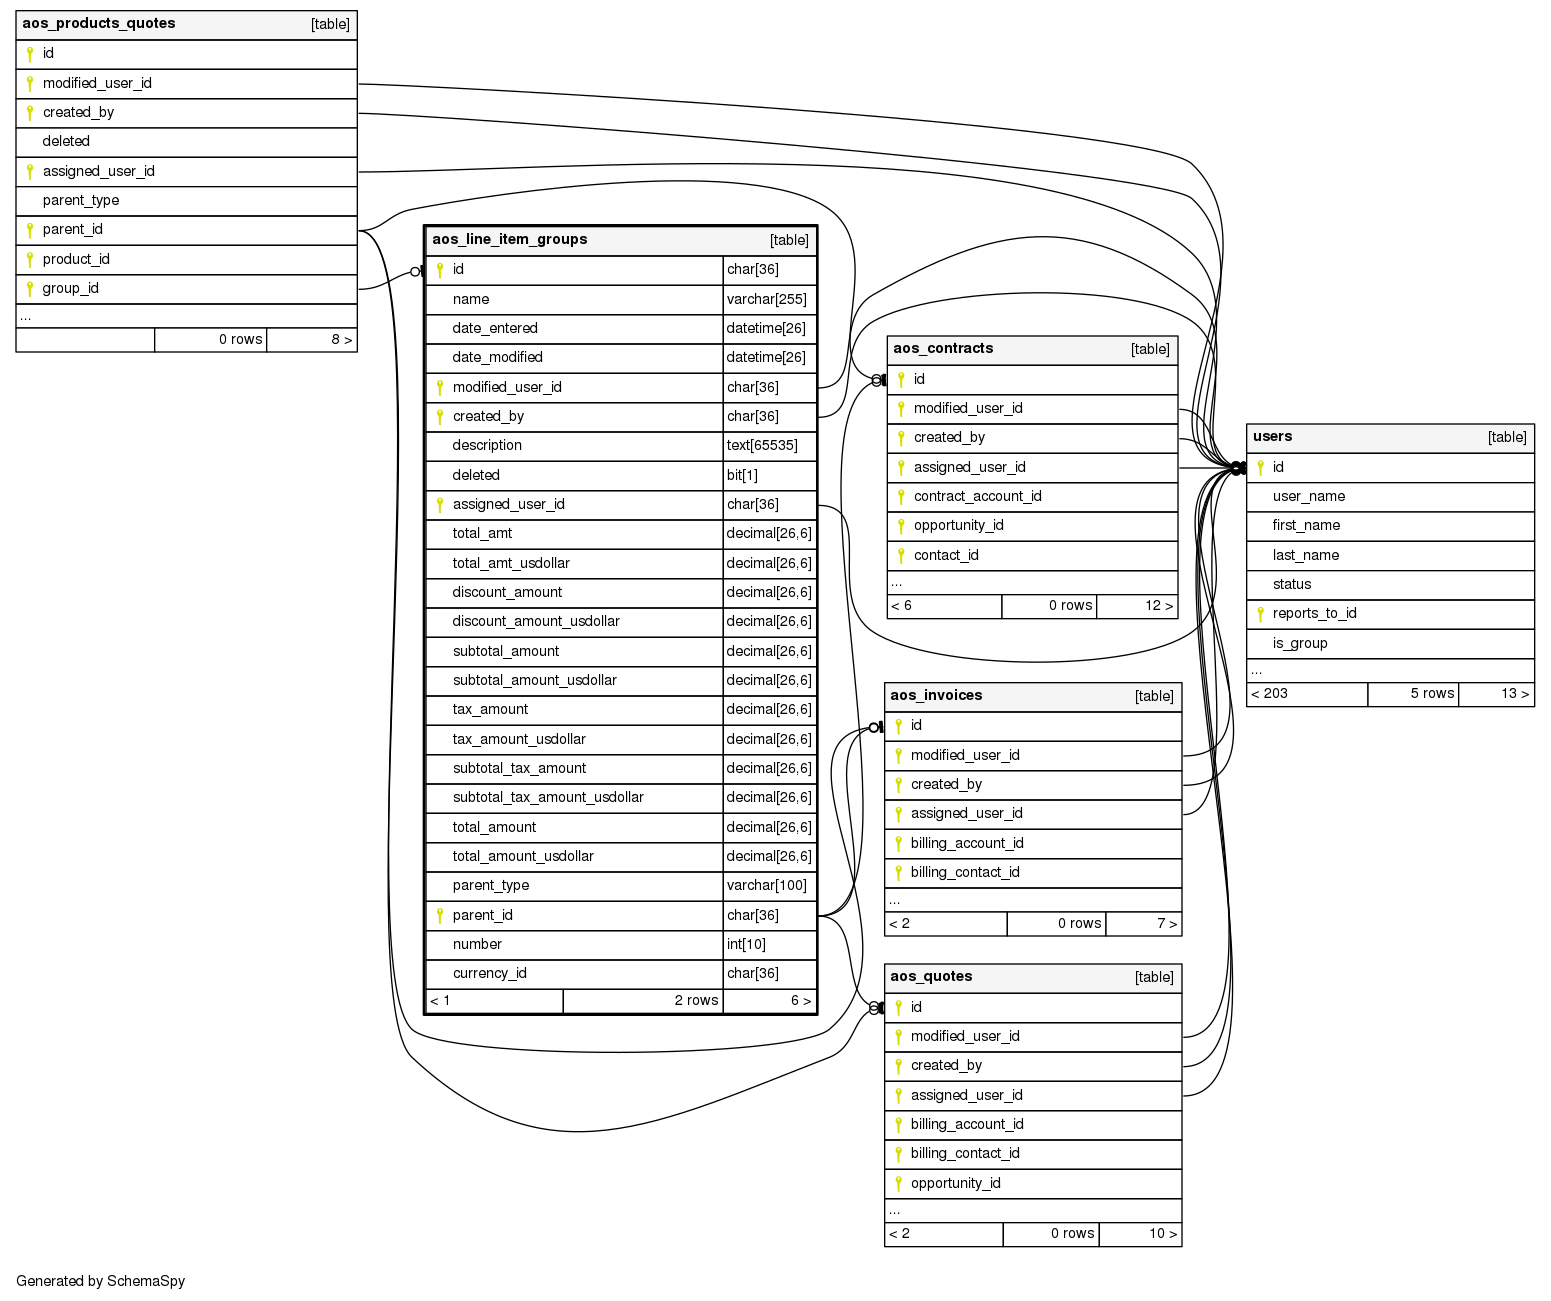 aos_products_quotes [table]
id
modified_user_id
created_by
deleted
assigned_user_id
parent_type
parent_id
product_id
group_id
...
0 rows 8 >
aos_line_item_groups [table]
id char[36]
name varchar[255]
date_entered datetime[26]
date_modified datetime[26]
modified_user_id char[36]
created_by char[36]
description text[65535]
deleted bit[1]
assigned_user_id char[36]
total_amt decimal[26,6]
total_amt_usdollar decimal[26,6]
discount_amount decimal[26,6]
discount_amount_usdollar decimal[26,6]
subtotal_amount decimal[26,6]
subtotal_amount_usdollar decimal[26,6]
tax_amount decimal[26,6]
tax_amount_usdollar decimal[26,6]
subtotal_tax_amount decimal[26,6]
subtotal_tax_amount_usdollar decimal[26,6]
total_amount decimal[26,6]
total_amount_usdollar decimal[26,6]
parent_type varchar[100]
parent_id char[36]
number int[10]
currency_id char[36]
< 1 2 rows 6 >
aos_contracts [table]
id
modified_user_id
created_by
assigned_user_id
contract_account_id
opportunity_id
contact_id
...
< 6 0 rows 12 >
aos_invoices [table]
id
modified_user_id
created_by
assigned_user_id
billing_account_id
billing_contact_id
...
< 2 0 rows 7 >
aos_quotes [table]
id
modified_user_id
created_by
assigned_user_id
billing_account_id
billing_contact_id
opportunity_id
...
< 2 0 rows 10 >
users [table]
id
user_name
first_name
last_name
status
reports_to_id
is_group
...
< 203 5 rows 13 >
Generated by SchemaSpy